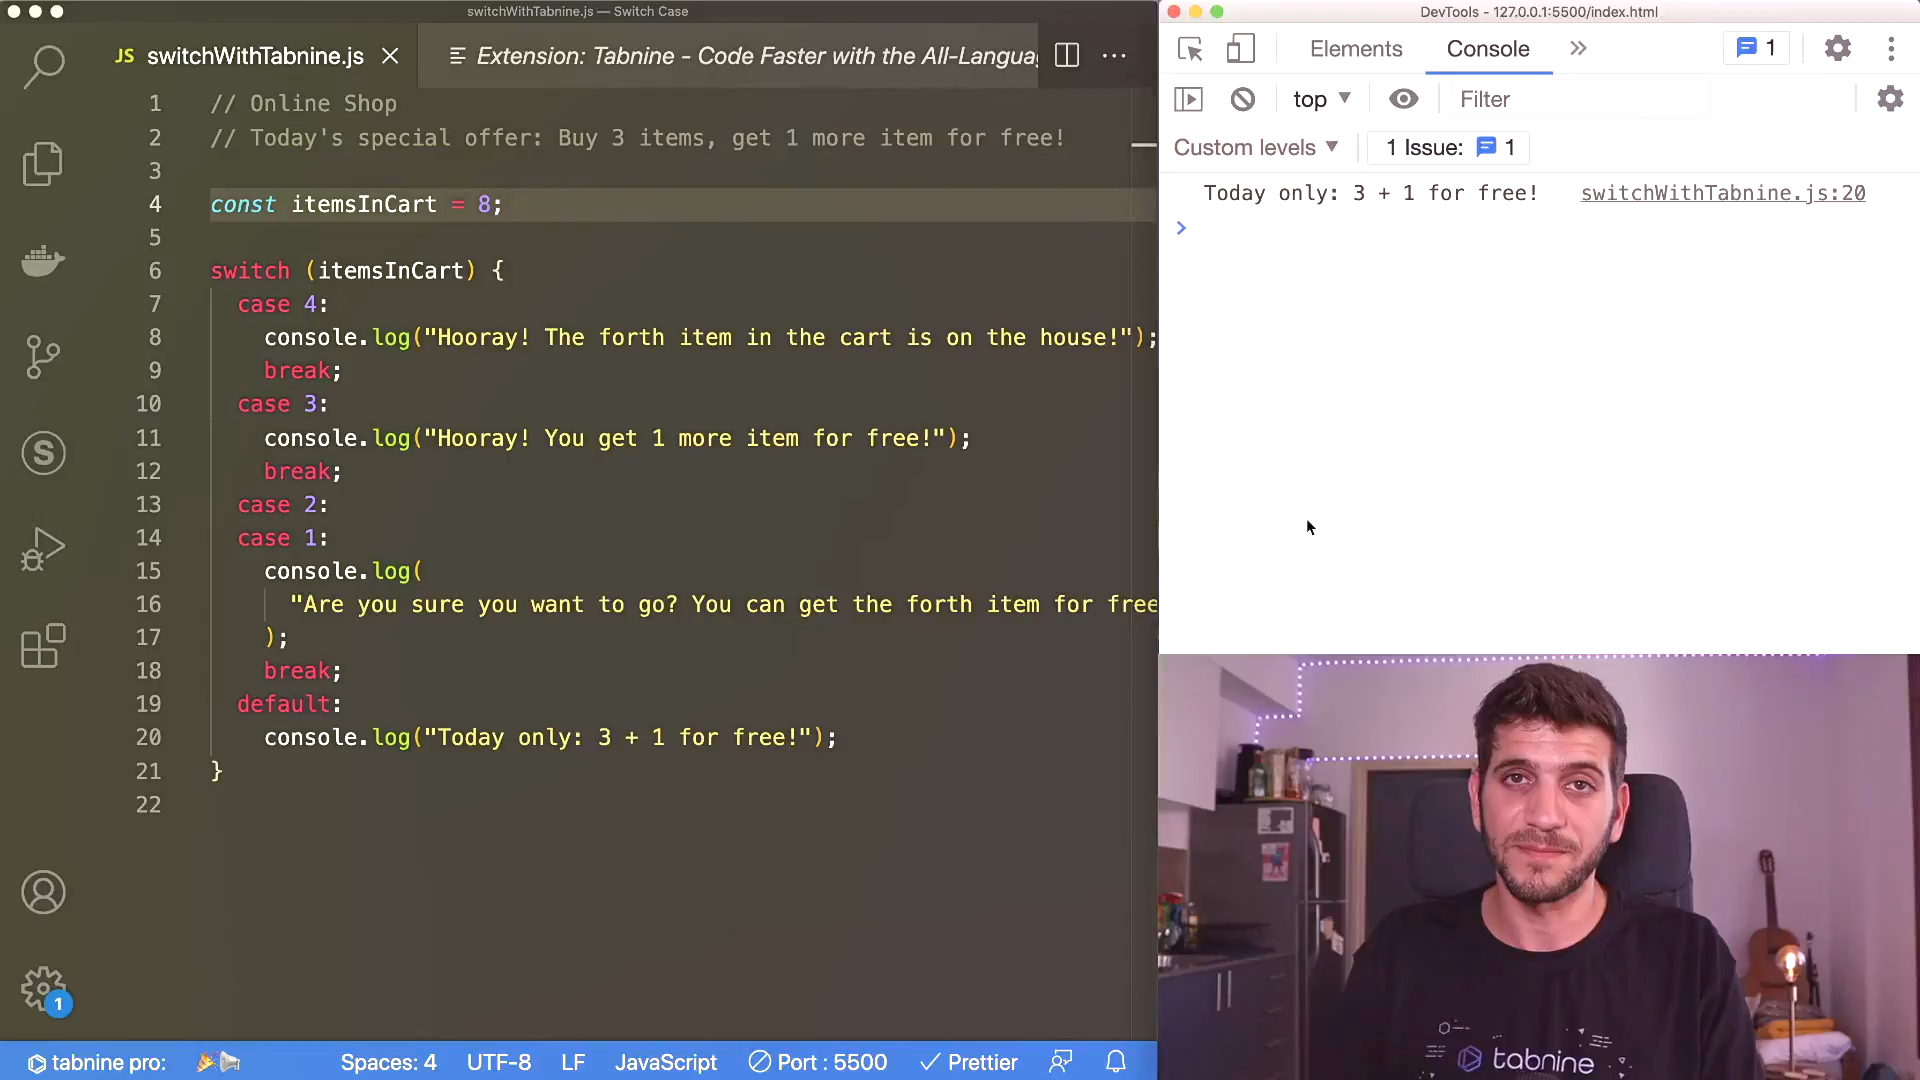 switchWithTabnine.js — Switch Case
JS switchWithTabnine.js
Extension: Tabnine - Code Faster with the All-Langua
1 // Online Shop
2 // Today's special offer: Buy 3 items, get 1 more item for free!
3
4 const itemsInCart = 8;
5
6 switch (itemsInCart) {
7 case 4:
8 console.log("Hooray! The forth item in the cart is on the house!");
9 break;
10 case 3:
11 console.log("Hooray! You get 1 more item for free!");
12 break;
13 case 2:
14 case 1:
15 console.log(
16 "Are you sure you want to go? You can get the forth item for free
17 );
18 break;
19 default:
20 console.log("Today only: 3 + 1 for free!");
21 }
22
S
1
tabnine pro:
Spaces: 4 UTF-8 LF JavaScript Port : 5500 Prettier
DevTools - 127.0.0.1:5500/index.html
Elements Console 1
top Filter
Custom levels 1 Issue: 1
Today only: 3 + 1 for free! switchWithTabnine.js:20
tabnine